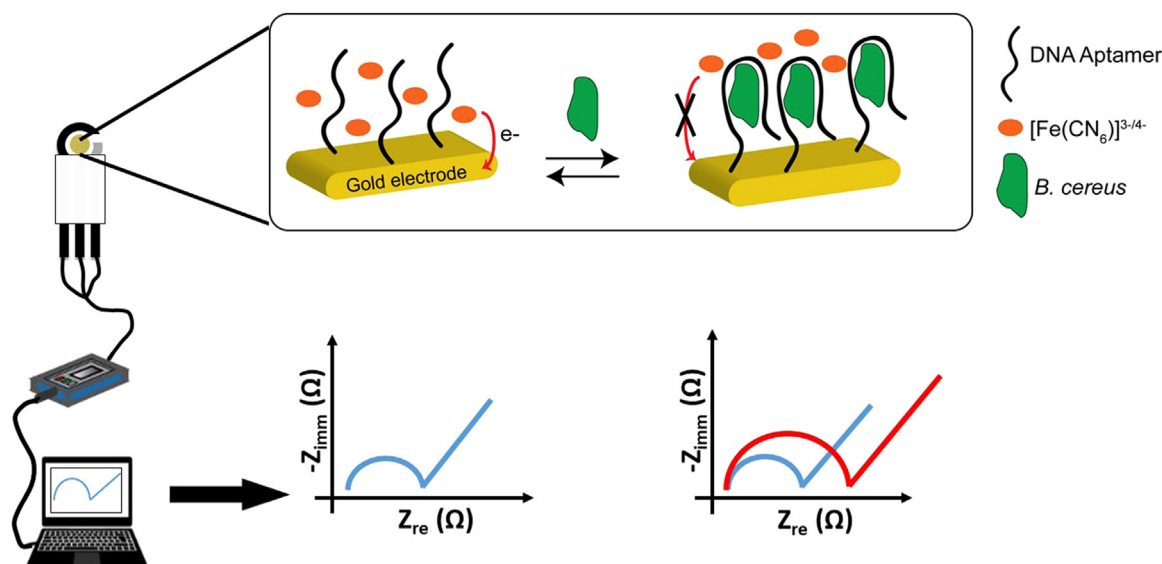 DNA Aptamer
e-
Gold electrode
[Fe(CN₆)]³⁻/⁴⁻
B. cereus
-Zimm (Ω)
Zre (Ω)
-Zimm (Ω)
Zre (Ω)